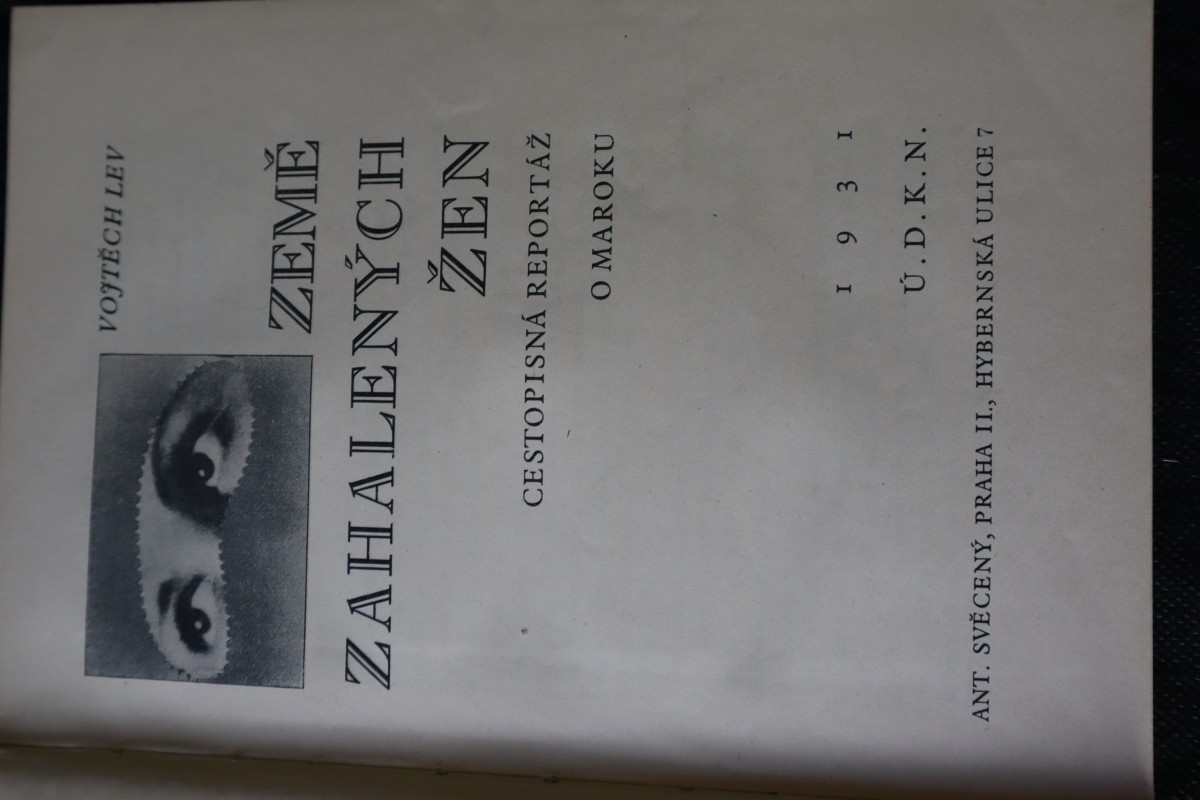 VOJTĚCH LEV
ZEMĚ
ZAHALENÝCH
ŽEN
CESTOPISNÁ REPORTÁŽ
O MAROKU
1 9 3 1
Ú. D. K. N.
ANT. SVĚCENÝ, PRAHA II., HYBERNSKÁ ULICE 7